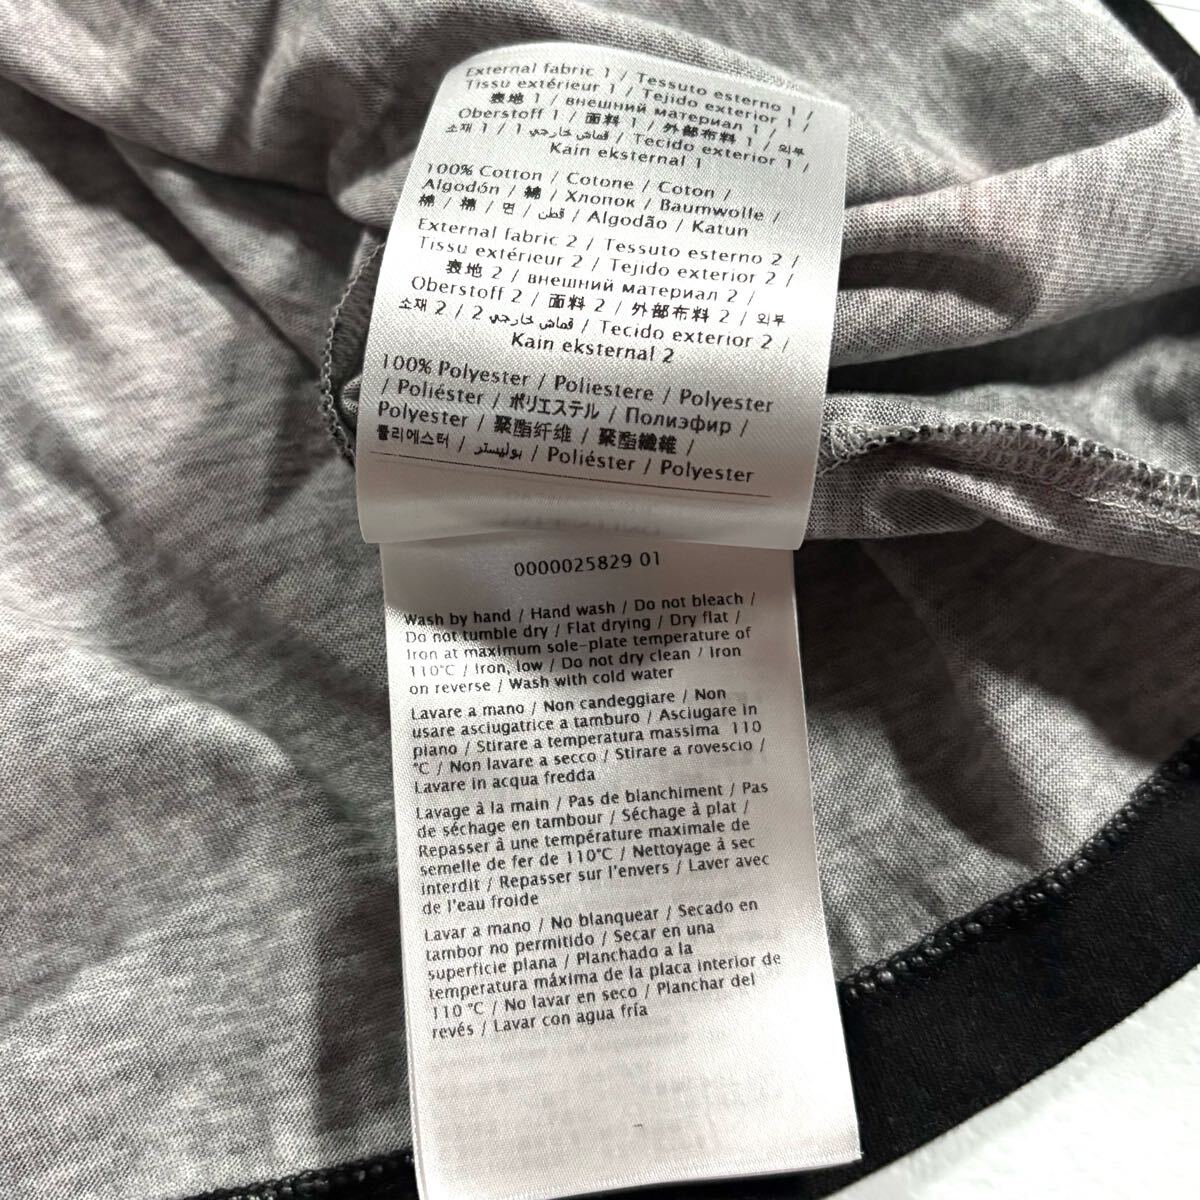 External fabric 1 / Tessuto esterno 1 /
Tissu extérieur 1 / Tejido exterior 1 /
表地 1 / внешний материал 1 /
Oberstoff 1 / 面料 1 / 外部布料 1 / 외부
소재 1 / قماش خارجي 1 / Tecido exterior 1 /
Kain eksternal 1
100% Cotton / Cotone / Coton /
Algodón / 綿 / Хлопок / Baumwolle /
棉 / 棉 / 면 / قطن / Algodão / Katun
External fabric 2 / Tessuto esterno 2 /
Tissu extérieur 2 / Tejido exterior 2 /
表地 2 / внешний материал 2 /
Oberstoff 2 / 面料 2 / 外部布料 2 / 외부
소재 2 / قماش خارجي 2 / Tecido exterior 2 /
Kain eksternal 2
100% Polyester / Poliestere / Polyester
/ Poliéster / ポリエステル / Полиэфир /
Polyester / 聚酯纤维 / 聚酯纖維 /
폴리에스터 / بوليستر / Poliéster / Polyester
0000025829 01
Wash by hand / Hand wash / Do not bleach /
Do not tumble dry / Flat drying / Dry flat /
Iron at maximum sole-plate temperature of
110°C / Iron, low / Do not dry clean / Iron
on reverse / Wash with cold water
Lavare a mano / Non candeggiare / Non
usare asciugatrice a tamburo / Asciugare in
piano / Stirare a temperatura massima 110
°C / Non lavare a secco / Stirare a rovescio /
Lavare in acqua fredda
Lavage à la main / Pas de blanchiment / Pas
de séchage en tambour / Séchage à plat /
Repasser à une température maximale de
semelle de fer de 110°C / Nettoyage à sec
interdit / Repasser sur l'envers / Laver avec
de l'eau froide
Lavar a mano / No blanquear / Secado en
tambor no permitido / Secar en una
superficie plana / Planchado a la
temperatura máxima de la placa interior de
110 °C / No lavar en seco / Planchar del
revés / Lavar con agua fría